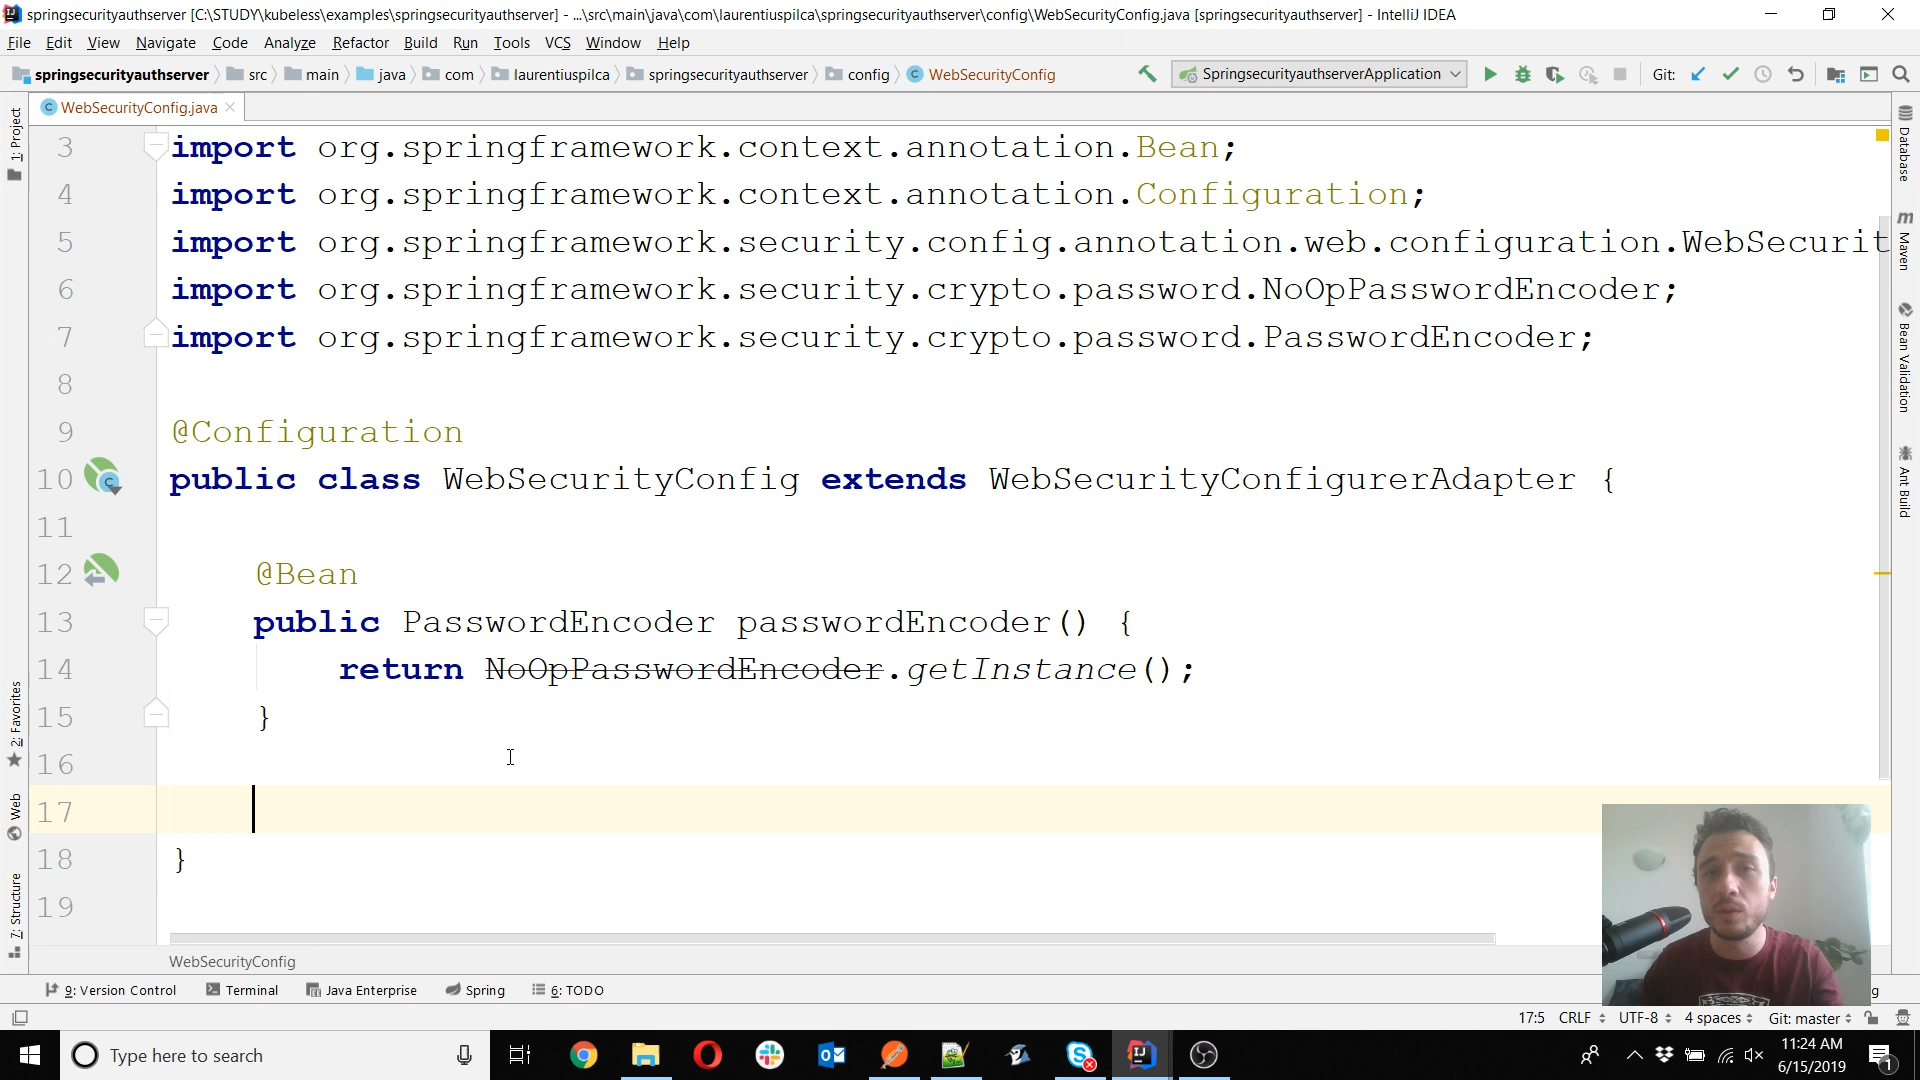 springsecurityauthserver [C:\STUDY\kubeless\examples\springsecurityauthserver] - ...\src\main\java\com\laurentiuspilca\springsecurityauthserver\config\WebSecurityConfig.java [springsecurityauthserver] - IntelliJ IDEA
File Edit View Navigate Code Analyze Refactor Build Run Tools VCS Window Help
springsecurityauthserver src main java com laurentiuspilca springsecurityauthserver config WebSecurityConfig SpringsecurityauthserverApplication Git:
WebSecurityConfig.java
1: Project
2: Favorites
Web
7: Structure
Database
Maven
Bean Validation
Ant Build
3 import org.springframework.context.annotation.Bean;
4 import org.springframework.context.annotation.Configuration;
5 import org.springframework.security.config.annotation.web.configuration.WebSecurit
6 import org.springframework.security.crypto.password.NoOpPasswordEncoder;
7 import org.springframework.security.crypto.password.PasswordEncoder;
8
9 @Configuration
10 public class WebSecurityConfig extends WebSecurityConfigurerAdapter {
11
12 @Bean
13 public PasswordEncoder passwordEncoder() {
14 return NoOpPasswordEncoder.getInstance();
15 }
16
17
18 }
19
WebSecurityConfig
9: Version Control Terminal Java Enterprise Spring 6: TODO
17:5 CRLF UTF-8 4 spaces Git: master
Type here to search
11:24 AM
6/15/2019
1